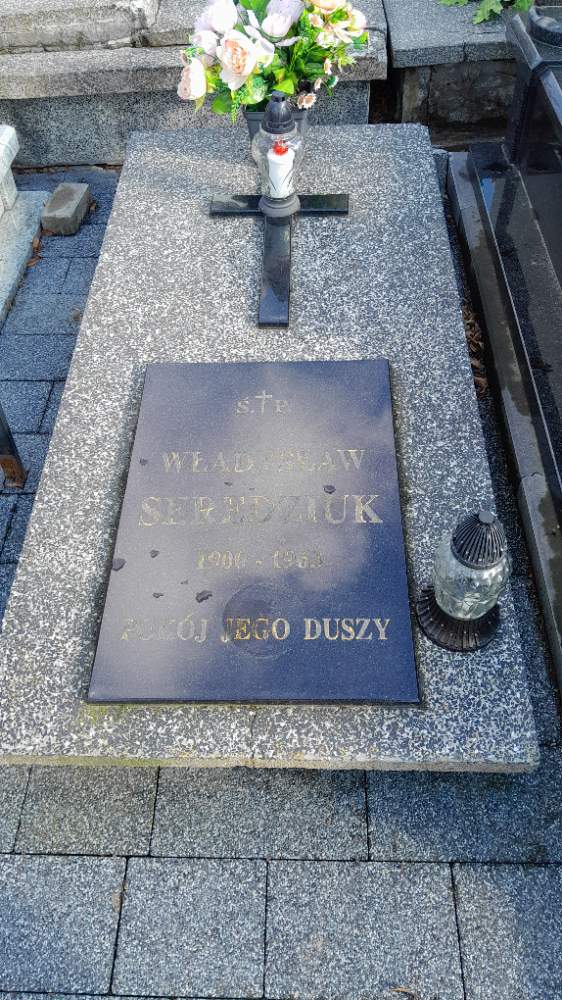 Ś. † P.
WŁADYSŁAW
SEREDZIUK
POKÓJ JEGO DUSZY